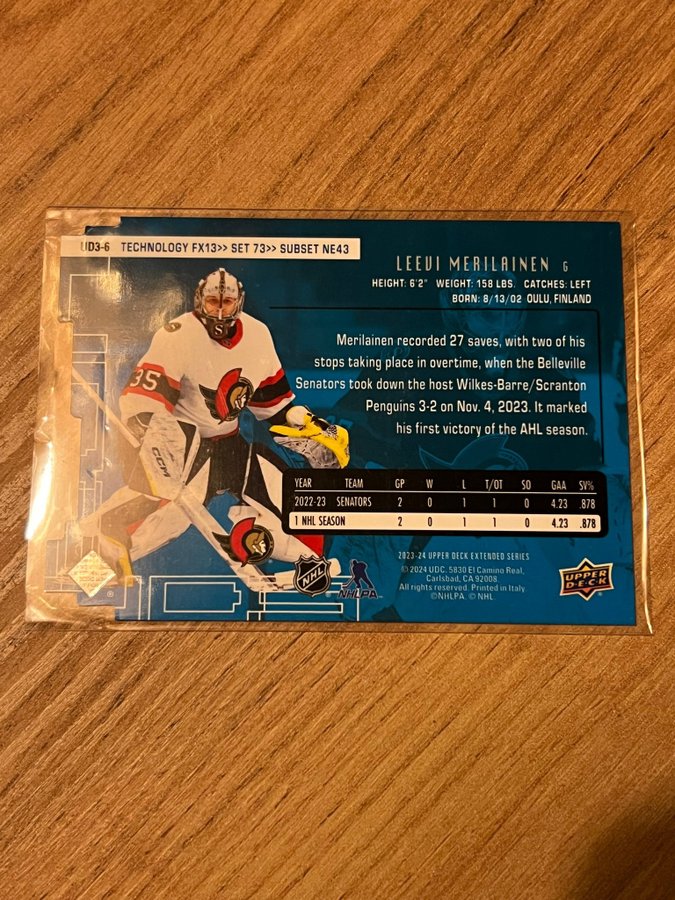 UD3-6 TECHNOLOGY FX13>> SET 73>> SUBSET NE43
LEEVI MERILAINEN G
HEIGHT: 6'2" WEIGHT: 158 LBS. CATCHES: LEFT
BORN: 8/13/02 OULU, FINLAND
Merilainen recorded 27 saves, with two of his
stops taking place in overtime, when the Belleville
Senators took down the host Wilkes-Barre/Scranton
Penguins 3-2 on Nov. 4, 2023. It marked
his first victory of the AHL season.
35
CCM
YEAR TEAM GP W L T/OT SO GAA SV%
2022-23 SENATORS 2 0 1 1 0 4.23 .878
1 NHL SEASON 2 0 1 1 0 4.23 .878
2023-24 UPPER DECK EXTENDED SERIES
© 2024 UDC. 5830 El Camino Real,
Carlsbad, CA 92008.
All rights reserved. Printed in Italy
©NHLPA. © NHL
NHL
NHLPA
UPPER
DECK